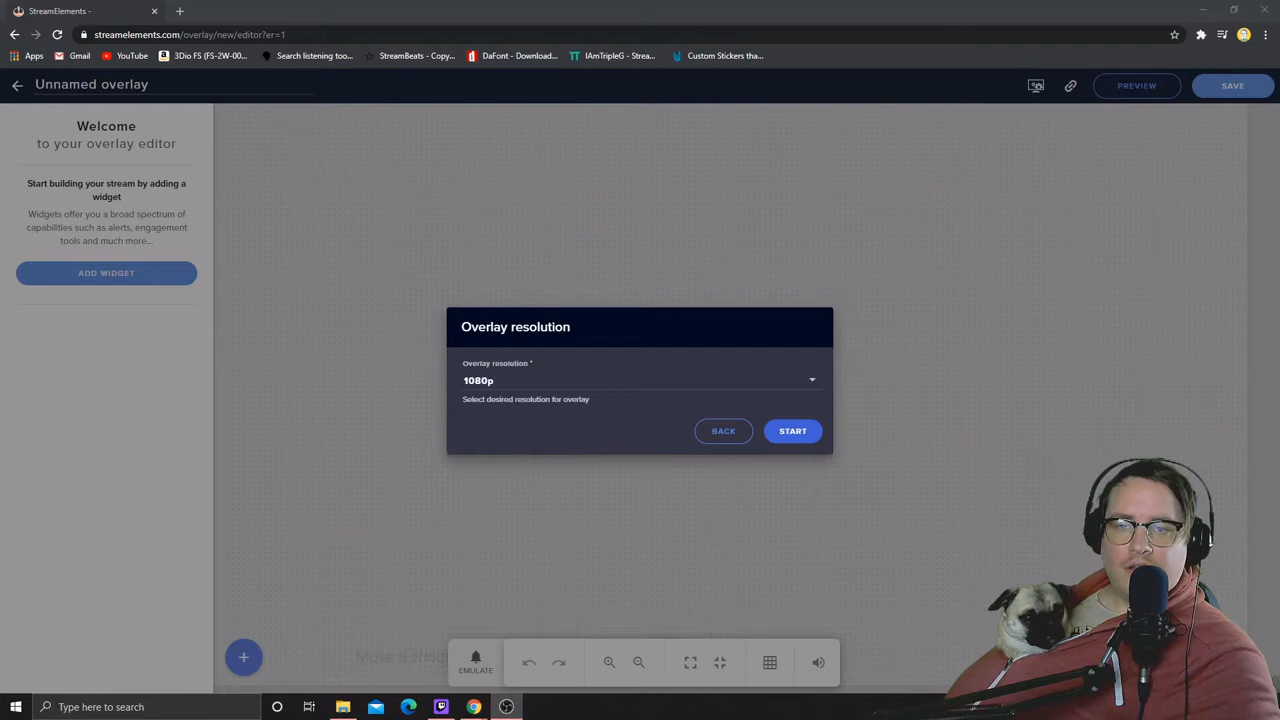 StreamElements -
streamelements.com/overlay/new/editor?er=1
Apps Gmail YouTube 3Dio FS (FS-2W-00... Search listening too... StreamBeats - Copy... DaFont - Download... IAmTripleG - Strea... Custom Stickers tha...
Unnamed overlay
PREVIEW
SAVE
Welcome
to your overlay editor
Start building your stream by adding a
widget
Widgets offer you a broad spectrum of
capabilities such as alerts, engagement
tools and much more...
ADD WIDGET
Overlay resolution
Overlay resolution *
1080p
Select desired resolution for overlay
BACK
START
EMULATE
Type here to search